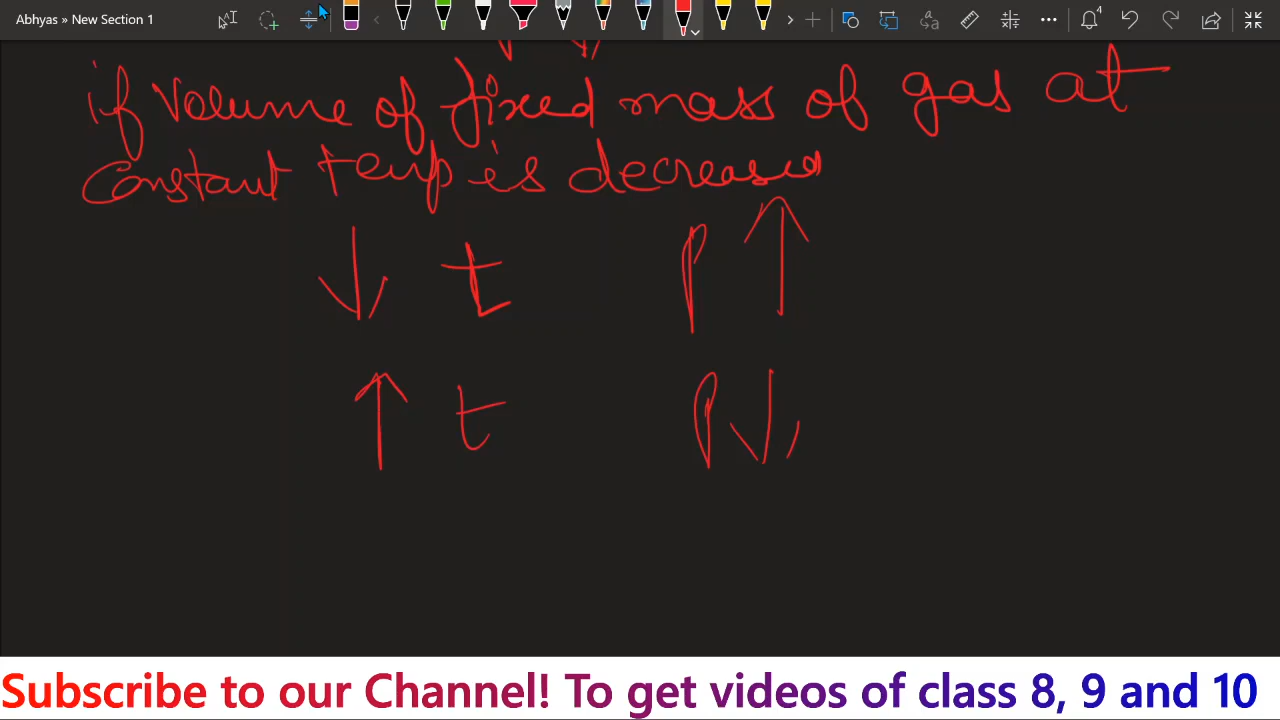 Abhyas » New Section 1
if volume of fixed mass of gas at
constant temp is decreased
↓ t P ↑
↑ t P ↓
Subscribe to our Channel! To get videos of class 8, 9 and 10